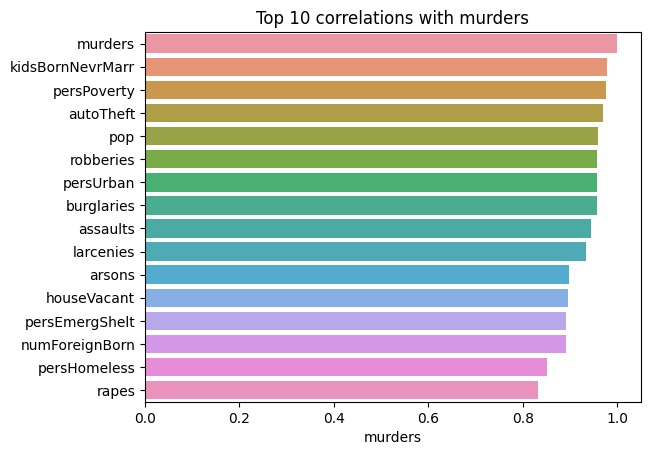 Top 10 correlations with murders
murders
kidsBornNevrMarr
persPoverty
autoTheft
pop
robberies
persUrban
burglaries
assaults
larcenies
arsons
houseVacant
persEmergShelt
numForeignBorn
persHomeless
rapes
0.0 0.2 0.4 0.6 0.8 1.0
murders